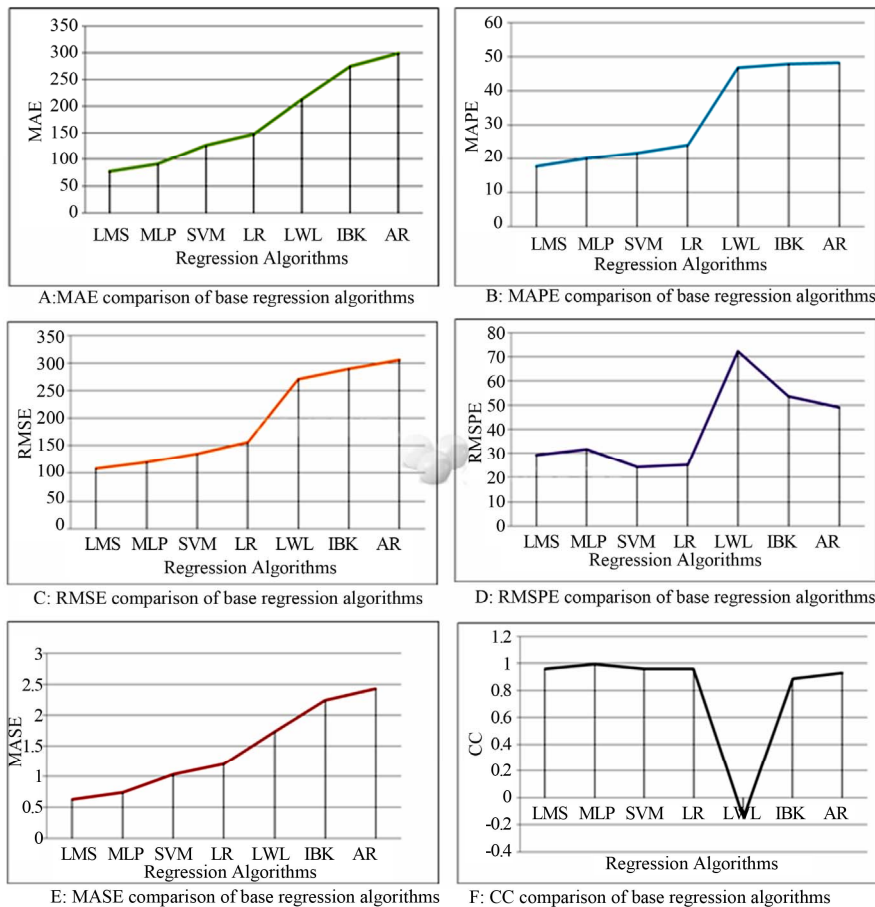 350
300
250
200
150
100
50
0
MAE
LMS MLP SVM LR LWL IBK AR
Regression Algorithms
A:MAE comparison of base regression algorithms
60
50
40
30
20
10
0
MAPE
LMS MLP SVM LR LWL IBK AR
Regression Algorithms
B: MAPE comparison of base regression algorithms
350
300
250
200
150
100
50
0
RMSE
LMS MLP SVM LR LWL IBK AR
Regression Algorithms
C: RMSE comparison of base regression algorithms
80
70
60
50
40
30
20
10
0
RMSPE
LMS MLP SVM LR LWL IBK AR
Regression Algorithms
D: RMSPE comparison of base regression algorithms
3
2.5
2
1.5
1
0.5
0
MASE
LMS MLP SVM LR LWL IBK AR
Regression Algorithms
E: MASE comparison of base regression algorithms
1.2
1
0.8
0.6
0.4
0.2
0
-0.2
-0.4
CC
LMS MLP SVM LR LWL IBK AR
Regression Algorithms
F: CC comparison of base regression algorithms